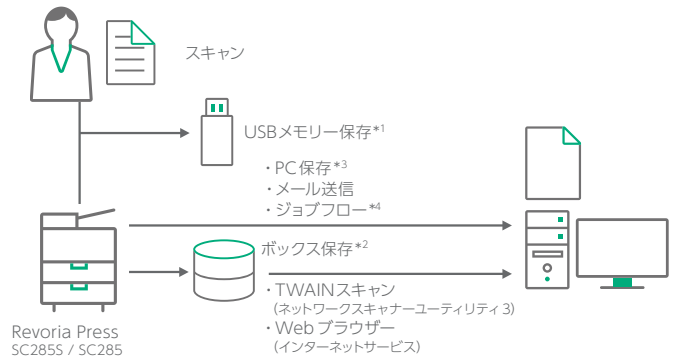 スキャン
USBメモリー保存*1
・PC保存*3
・メール送信
・ジョブフロー*4
ボックス保存*2
・TWAINスキャン
（ネットワークスキャナーユーティリティ3）
・Web ブラウザー
（インターネットサービス）
Revoria Press
SC285S / SC285